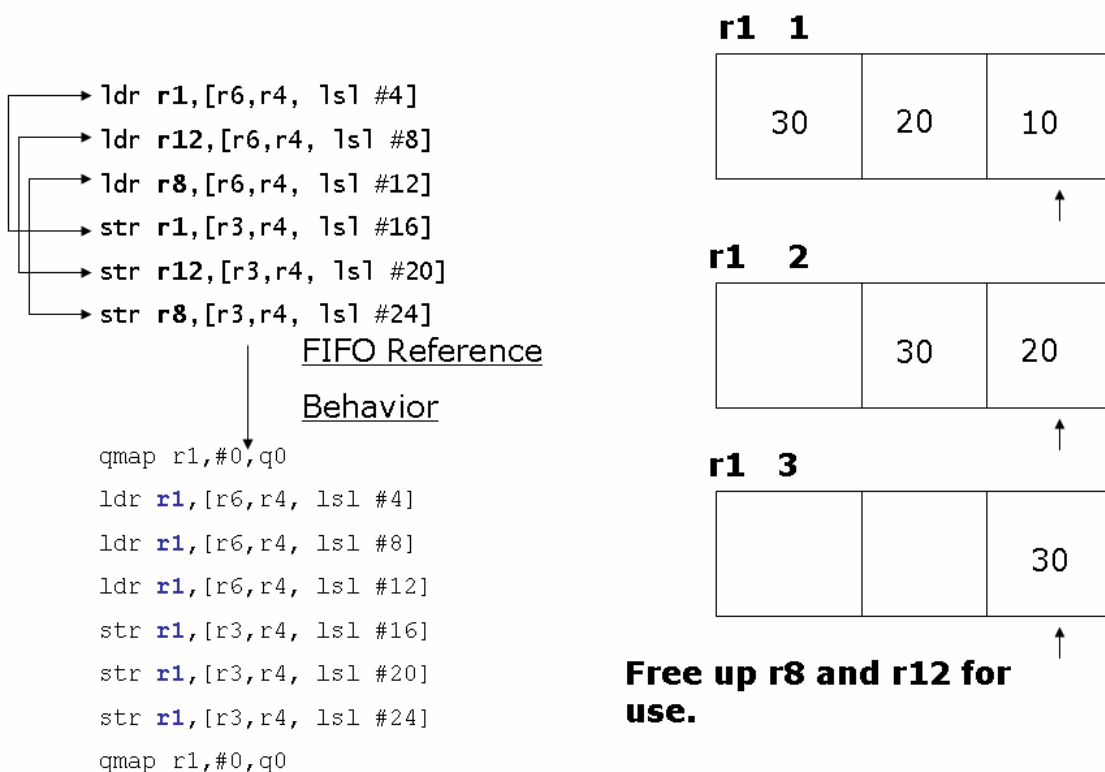 ldr r1,[r6,r4, lsl #4]
ldr r12,[r6,r4, lsl #8]
ldr r8,[r6,r4, lsl #12]
str r1,[r3,r4, lsl #16]
str r12,[r3,r4, lsl #20]
str r8,[r3,r4, lsl #24]
FIFO Reference
Behavior
qmap r1,#0,q0
ldr r1,[r6,r4, lsl #4]
ldr r1,[r6,r4, lsl #8]
ldr r1,[r6,r4, lsl #12]
str r1,[r3,r4, lsl #16]
str r1,[r3,r4, lsl #20]
str r1,[r3,r4, lsl #24]
qmap r1,#0,q0
r1 1
30 20 10
r1 2
30 20
r1 3
30
Free up r8 and r12 for
use.